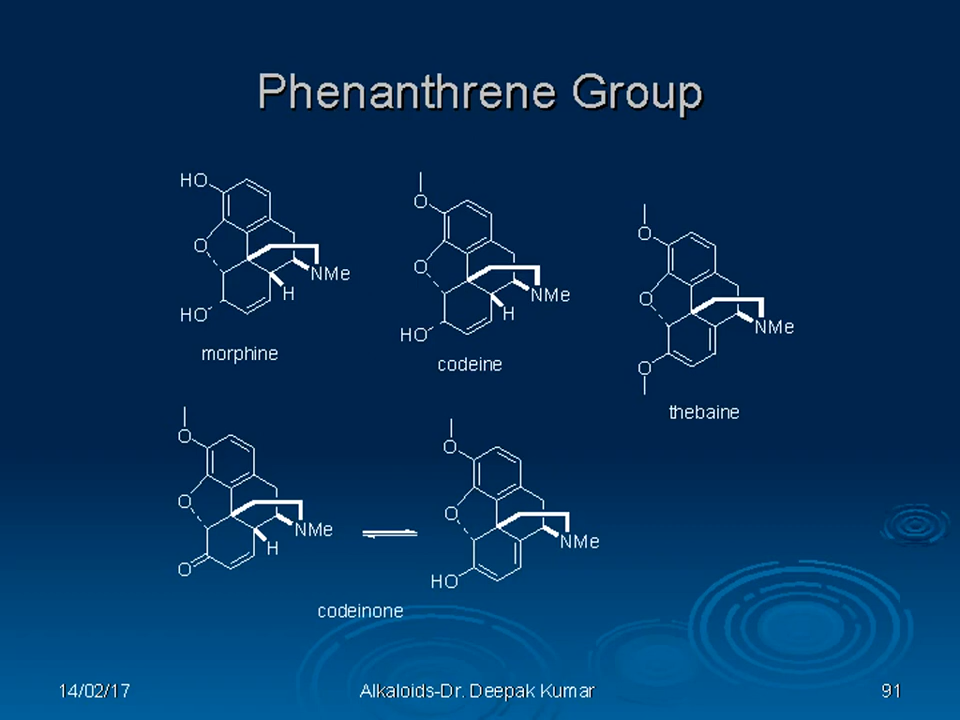 Phenanthrene Group
HO
O
NMe
H
HO
morphine
O
O
NMe
H
HO
codeine
O
O
NMe
O
thebaine
O
O
NMe
H
O
codeinone
O
O
NMe
HO
14/02/17
Alkaloids-Dr. Deepak Kumar
91